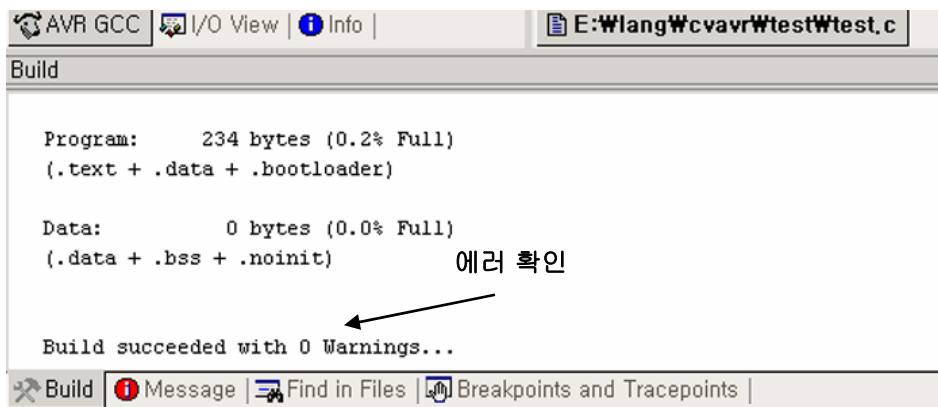 AVR GCC I/O View | Info |
E:₩lang₩cvavr₩test₩test.c
Build
Program: 234 bytes (0.2% Full)
(.text + .data + .bootloader)
Data: 0 bytes (0.0% Full)
(.data + .bss + .noinit)
에러 확인
Build succeeded with 0 Warnings...
Build Message | Find in Files | Breakpoints and Tracepoints |